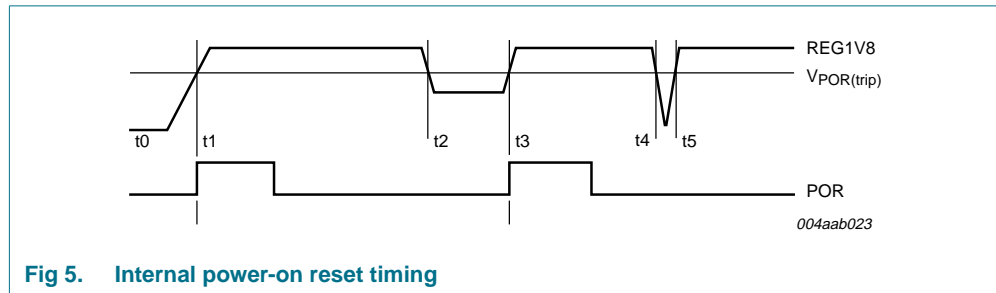 REG1V8
VPOR(trip)
t0 t1 t2 t3 t4 t5
POR
004aab023
Fig 5. Internal power-on reset timing